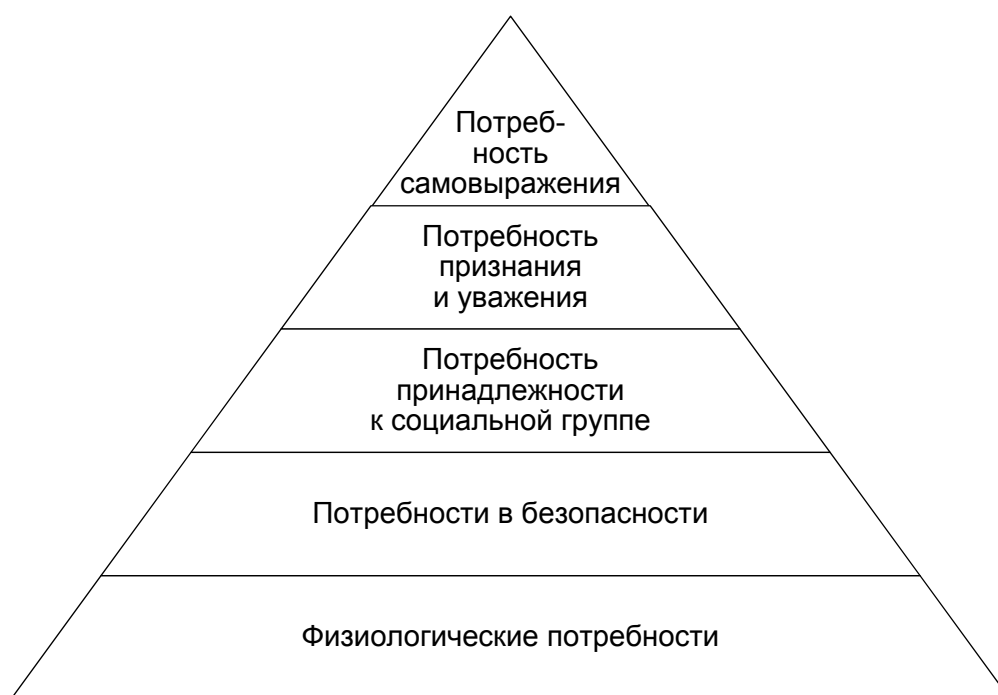 Потреб-
ность
самовыражения
Потребность
признания
и уважения
Потребность
принадлежности
к социальной группе
Потребности в безопасности
Физиологические потребности